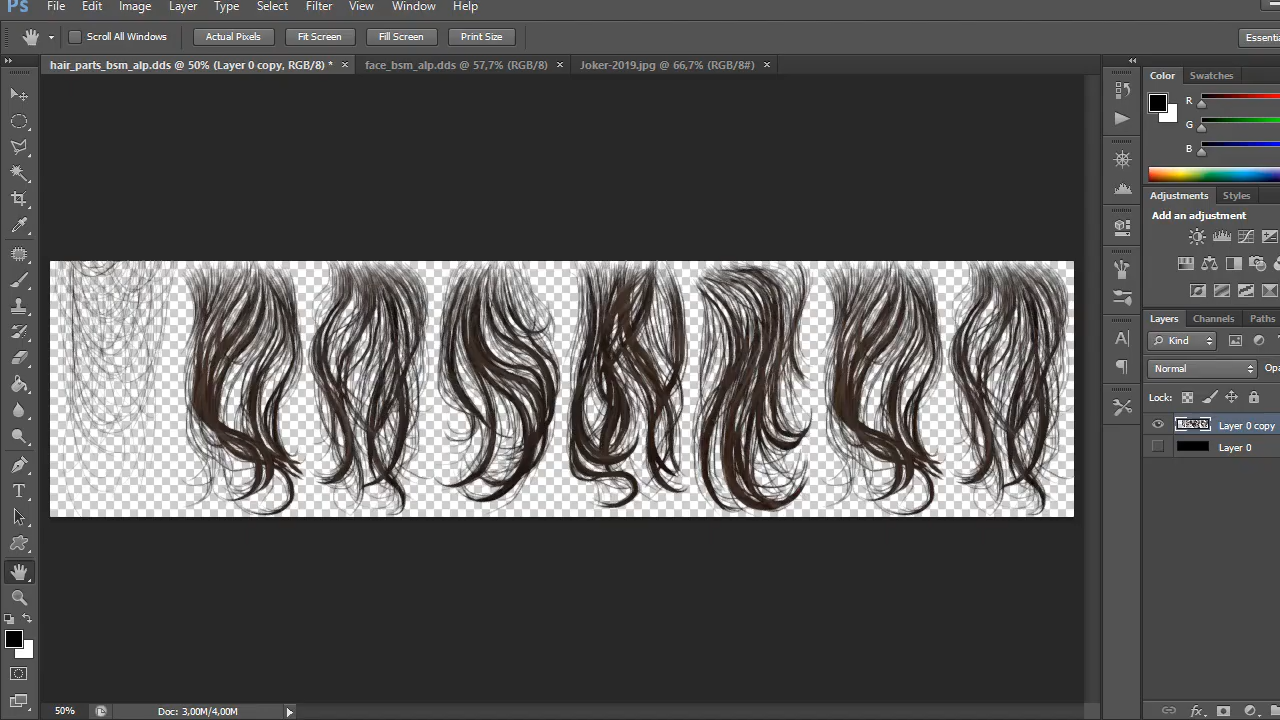 Ps File Edit Image Layer Type Select Filter View Window Help
Scroll All Windows Actual Pixels Fit Screen Fill Screen Print Size Essenti
hair_parts_bsm_alp.dds @ 50% (Layer 0 copy, RGB/8) * × face_bsm_alp.dds @ 57,7% (RGB/8) × Joker-2019.jpg @ 66,7% (RGB/8#) ×
Color Swatches
R
G
B
Adjustments Styles
Add an adjustment
Layers Channels Paths
Kind
Normal Opa
Lock:
Layer 0 copy
Layer 0
T
A
fx
50% Doc: 3,00M/4,00M